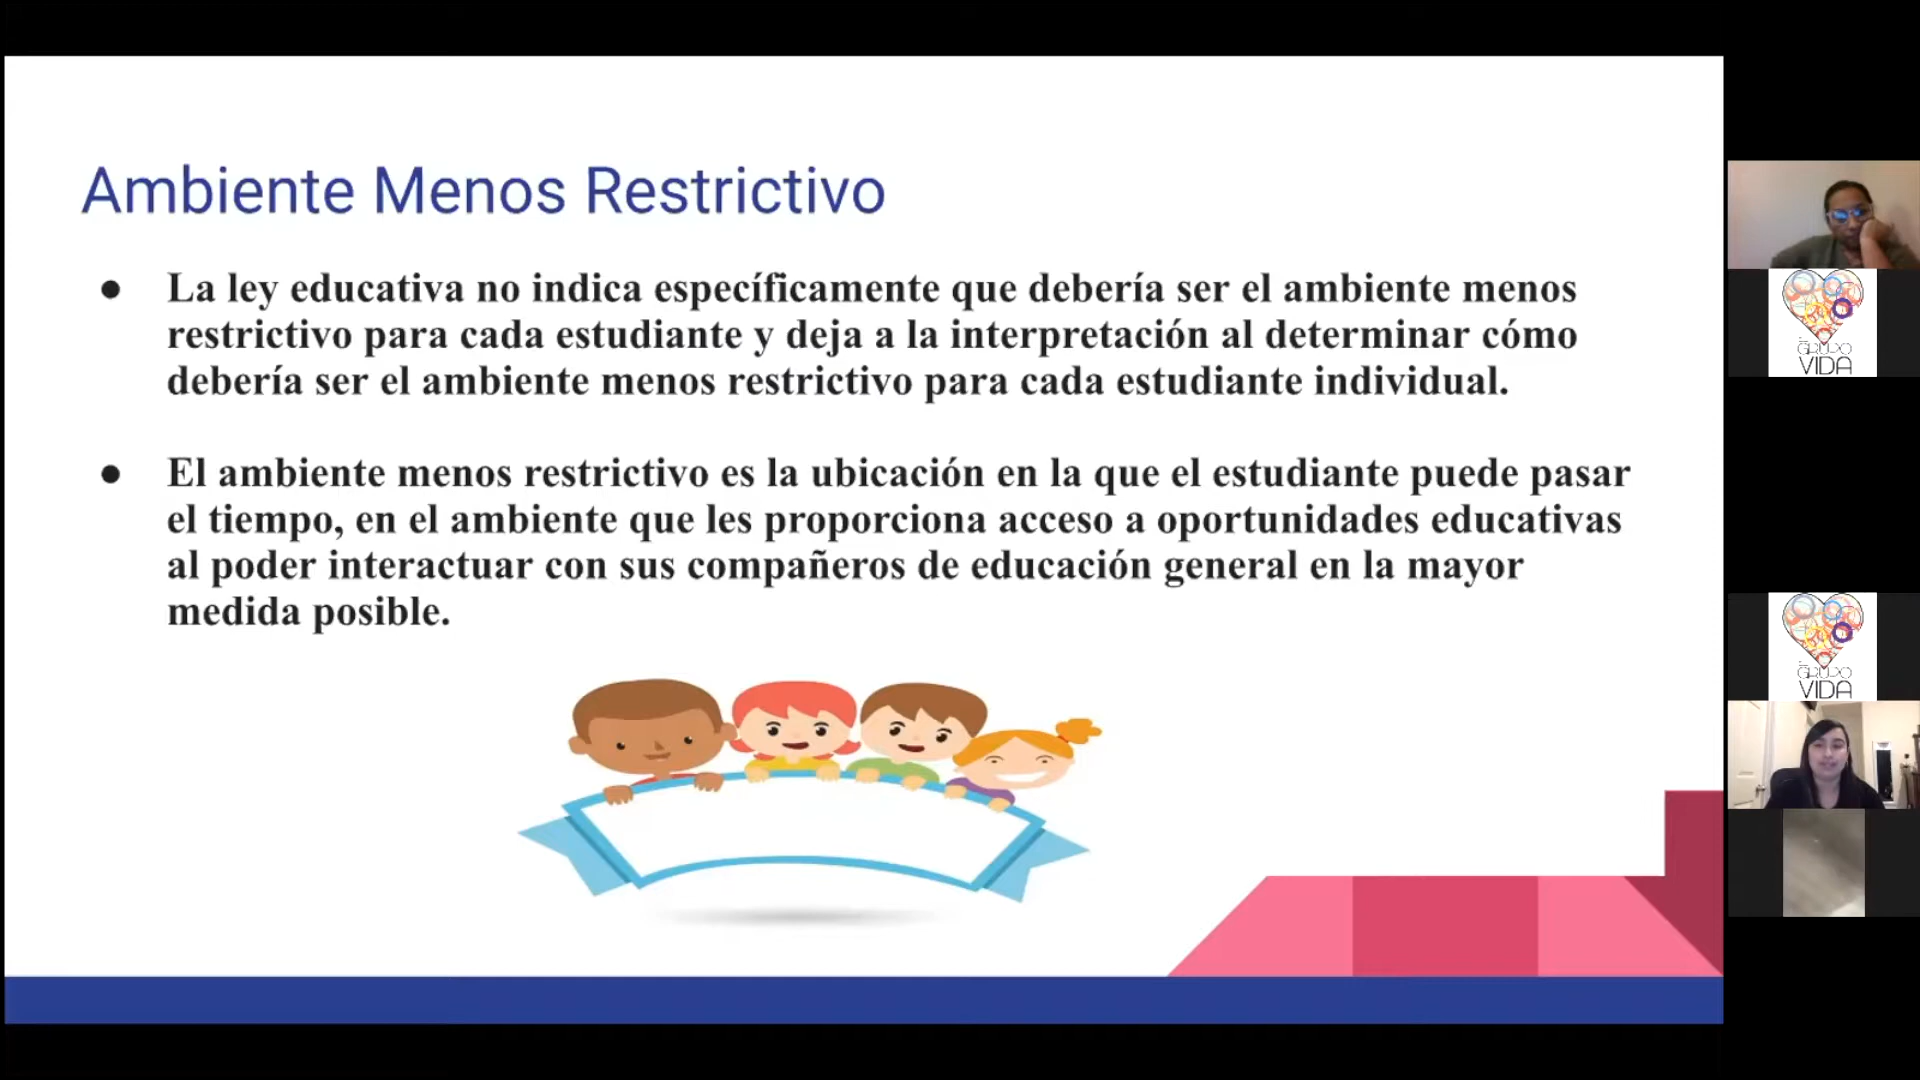 Ambiente Menos Restrictivo
● La ley educativa no indica específicamente que debería ser el ambiente menos
restrictivo para cada estudiante y deja a la interpretación al determinar cómo
debería ser el ambiente menos restrictivo para cada estudiante individual.
● El ambiente menos restrictivo es la ubicación en la que el estudiante puede pasar
el tiempo, en el ambiente que les proporciona acceso a oportunidades educativas
al poder interactuar con sus compañeros de educación general en la mayor
medida posible.
GRUPO
VIDA
GRUPO
VIDA